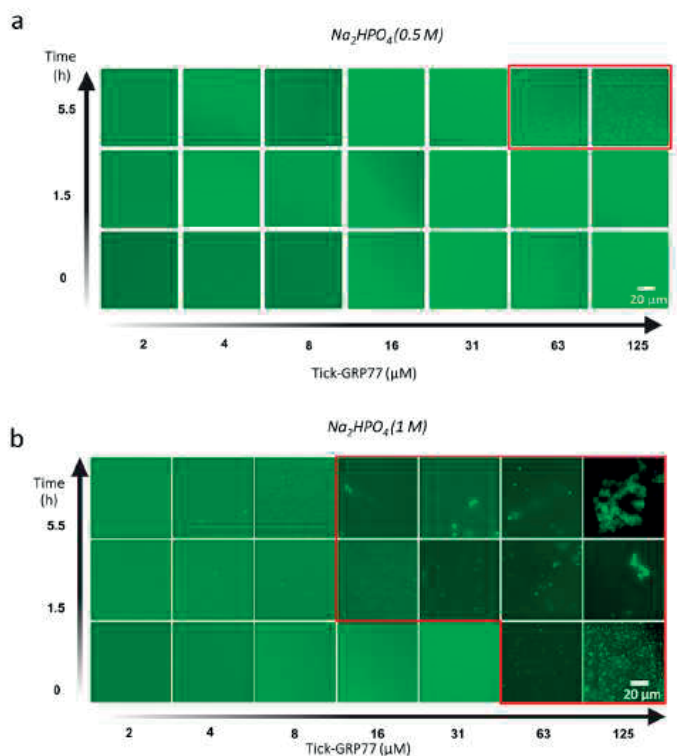 a
Na₂HPO₄(0.5 M)
Time
(h)
5.5
1.5
0
20 µm
2 4 8 16 31 63 125
Tick-GRP77 (µM)
b
Na₂HPO₄(1 M)
Time
(h)
5.5
1.5
0
20 µm
2 4 8 16 31 63 125
Tick-GRP77 (µM)